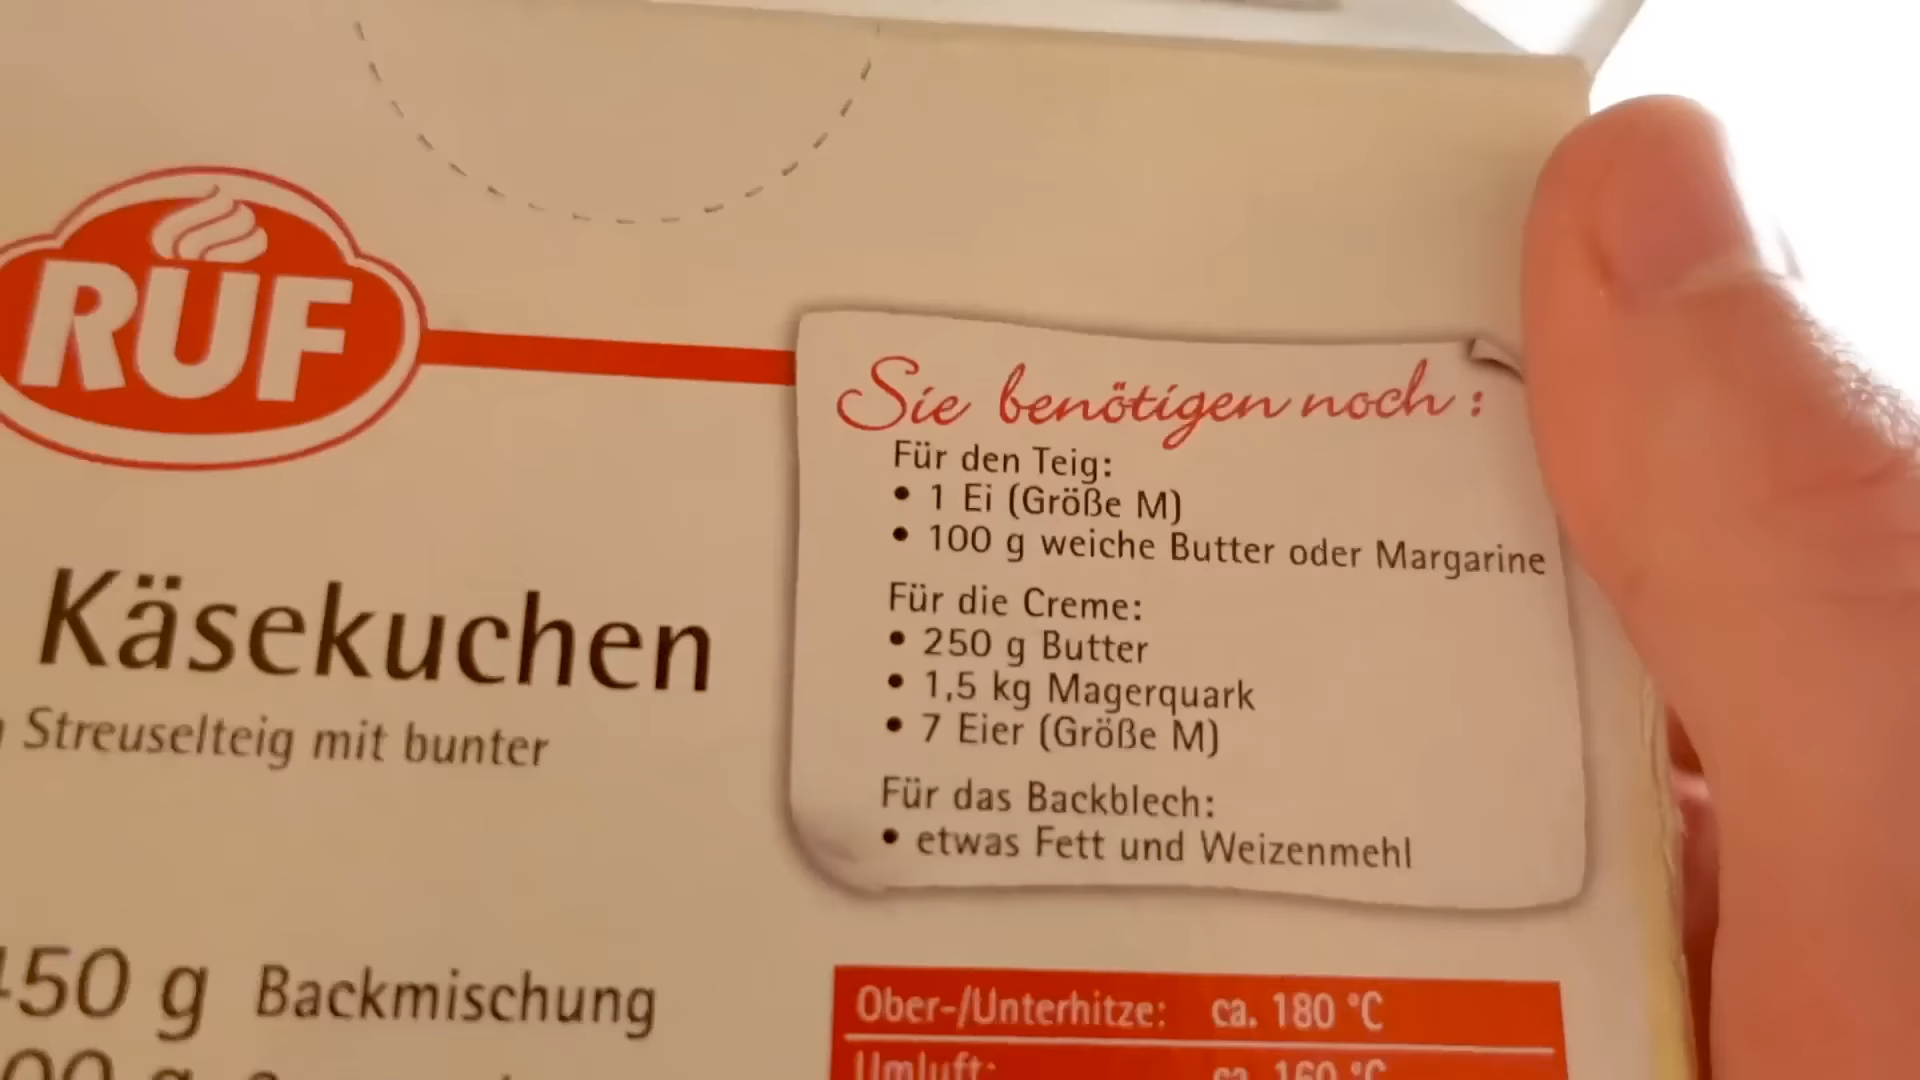 RUF
Sie benötigen noch:
Für den Teig:
• 1 Ei (Größe M)
• 100 g weiche Butter oder Margarine
Für die Creme:
• 250 g Butter
• 1,5 kg Magerquark
• 7 Eier (Größe M)
Für das Backblech:
• etwas Fett und Weizenmehl
Käsekuchen
Streuselteig mit bunter
450 g Backmischung
Ober-/Unterhitze: ca. 180 °C
Umluft: ca. 160 °C